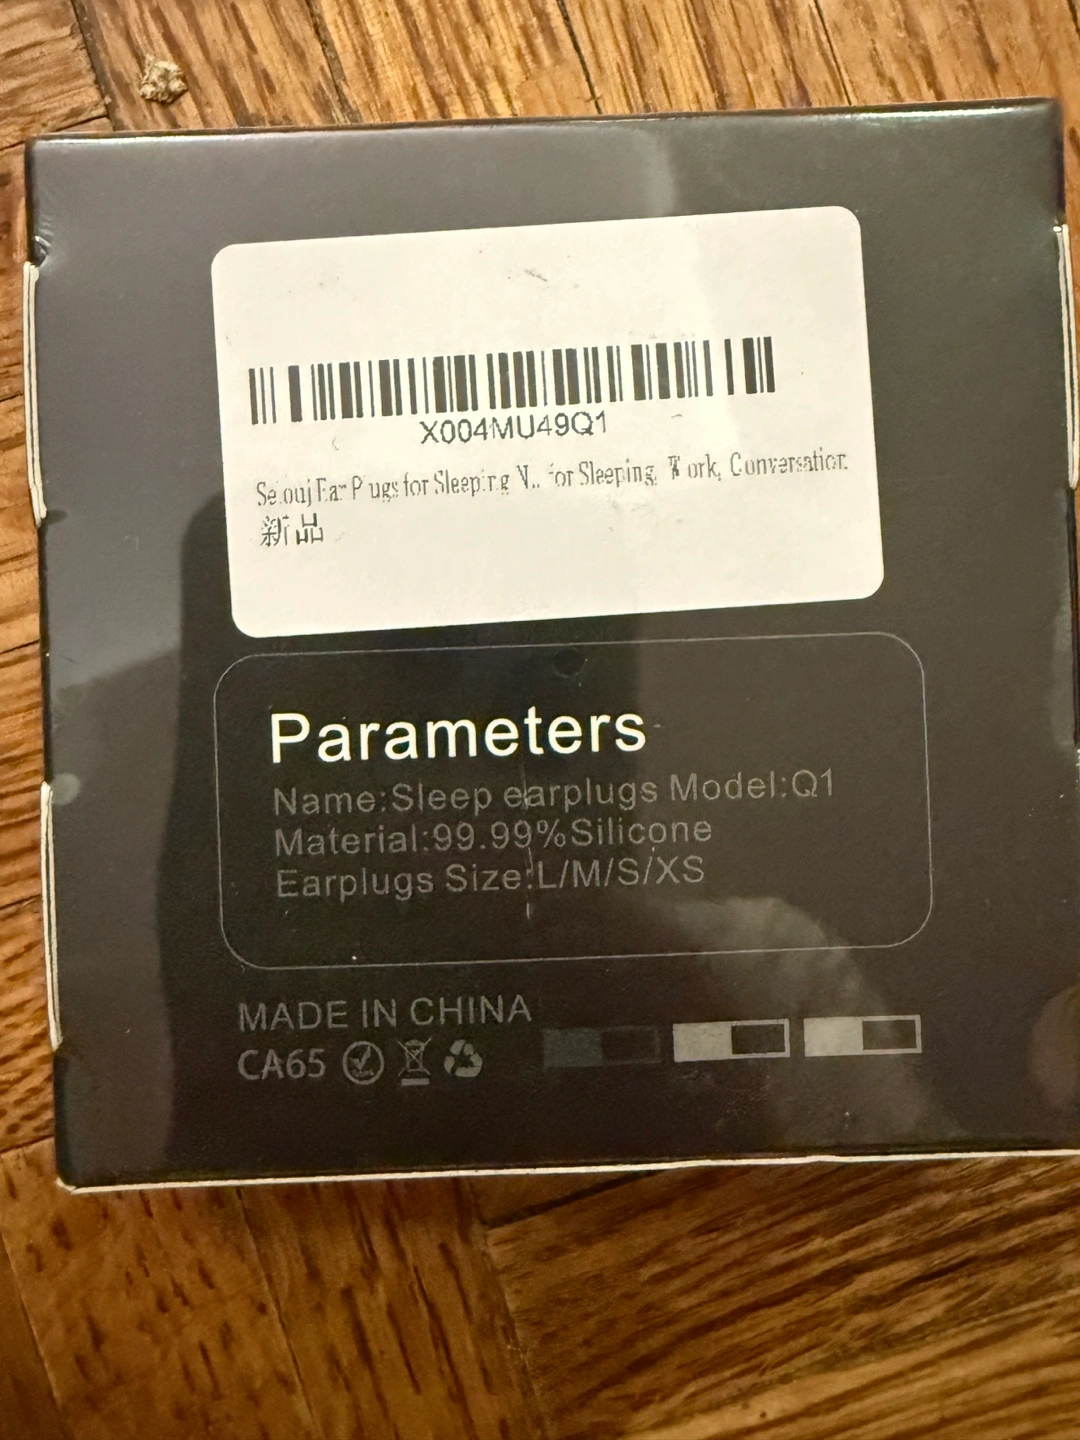 X004MU49Q1
Ear Plugs for Sleeping N... for Sleeping, Work, Conversation
新品
Parameters
Name:Sleep earplugs Model:Q1
Material:99.99%Silicone
Earplugs Size:L/M/S/XS
MADE IN CHINA
CA65